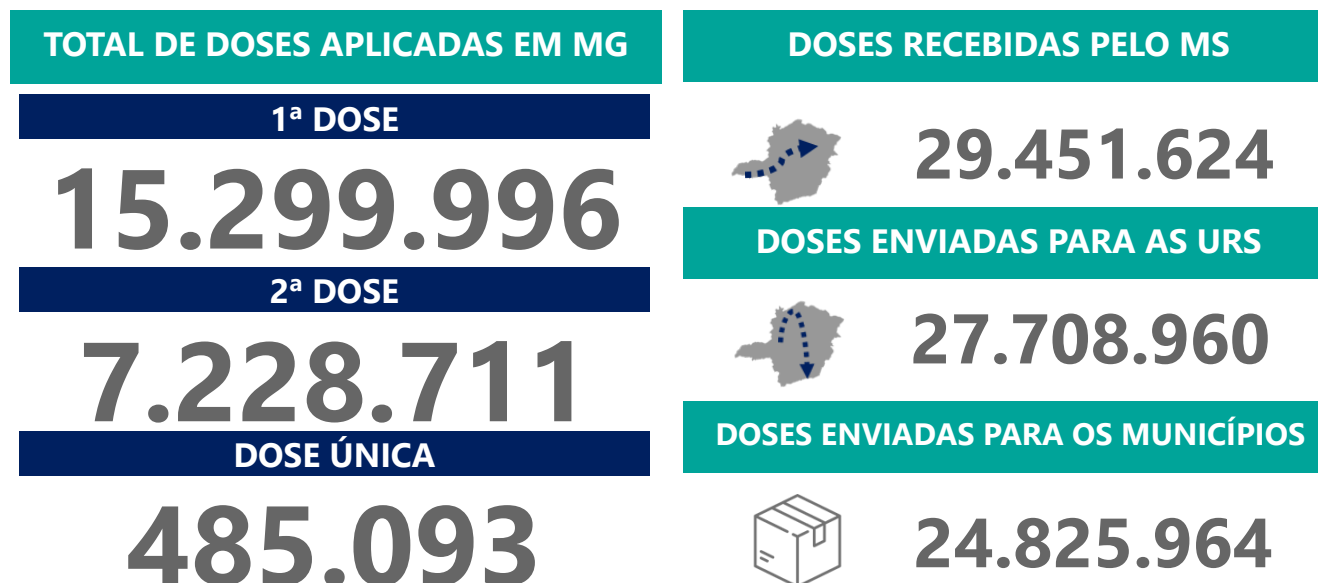 TOTAL DE DOSES APLICADAS EM MG
1ª DOSE
15.299.996
2ª DOSE
7.228.711
DOSE ÚNICA
485.093
DOSES RECEBIDAS PELO MS
29.451.624
DOSES ENVIADAS PARA AS URS
27.708.960
DOSES ENVIADAS PARA OS MUNICÍPIOS
24.825.964